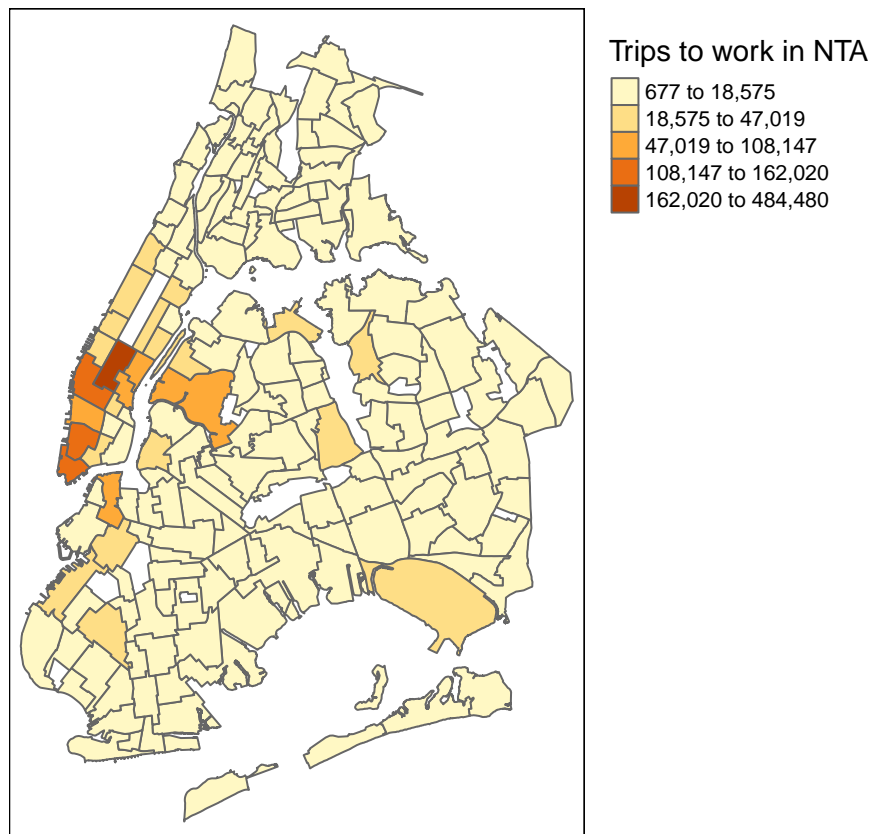 Trips to work in NTA
677 to 18,575
18,575 to 47,019
47,019 to 108,147
108,147 to 162,020
162,020 to 484,480